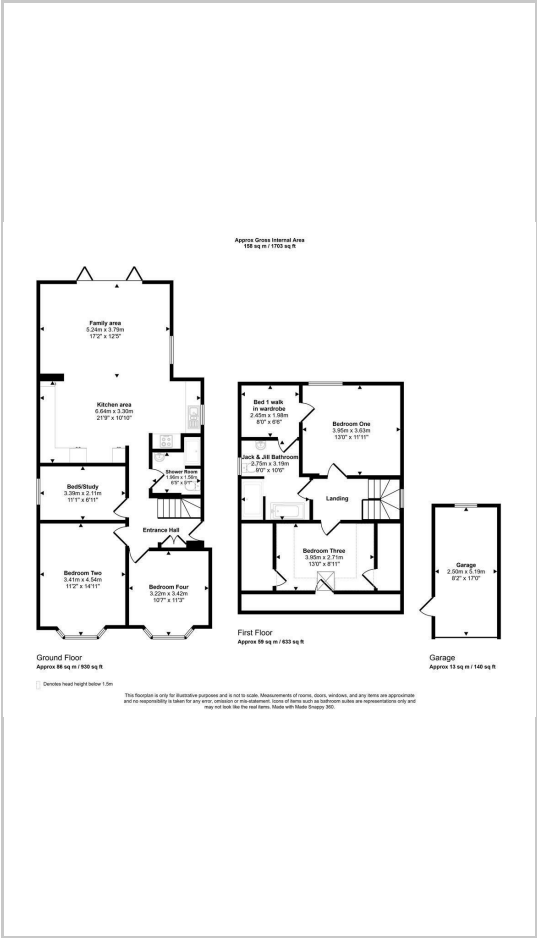 Approx Gross Internal Area
158 sq m / 1703 sq ft
Family area
5.24m x 3.79m
17'2" x 12'5"
Kitchen area
6.64m x 3.30m
21'9" x 10'10"
Shower Room
Bed5/Study
3.39m x 2.11m
11'1" x 6'11"
Entrance Hall
Bedroom Two
3.41m x 4.54m
11'2" x 14'11"
Bedroom Four
3.22m x 3.42m
10'7" x 11'3"
Ground Floor
Approx 86 sq m / 930 sq ft
Denotes head height below 1.5m
Bed 1 walk
in wardrobe
2.45m x 1.98m
8'0" x 6'6"
Bedroom One
3.95m x 3.63m
13'0" x 11'11"
Jack & Jill Bathroom
2.75m x 3.19m
9'0" x 10'6"
Landing
Bedroom Three
3.95m x 2.71m
13'0" x 8'11"
First Floor
Approx 59 sq m / 633 sq ft
Garage
2.50m x 5.19m
8'2" x 17'0"
Garage
Approx 13 sq m / 140 sq ft
This floorplan is only for illustrative purposes and is not to scale. Measurements of rooms, doors, windows, and any items are approximate
and no responsibility is taken for any error, omission or mis-statement. Icons of items such as bathroom suites are representations only and
may not look like the real items. Made with Made Snappy 360.